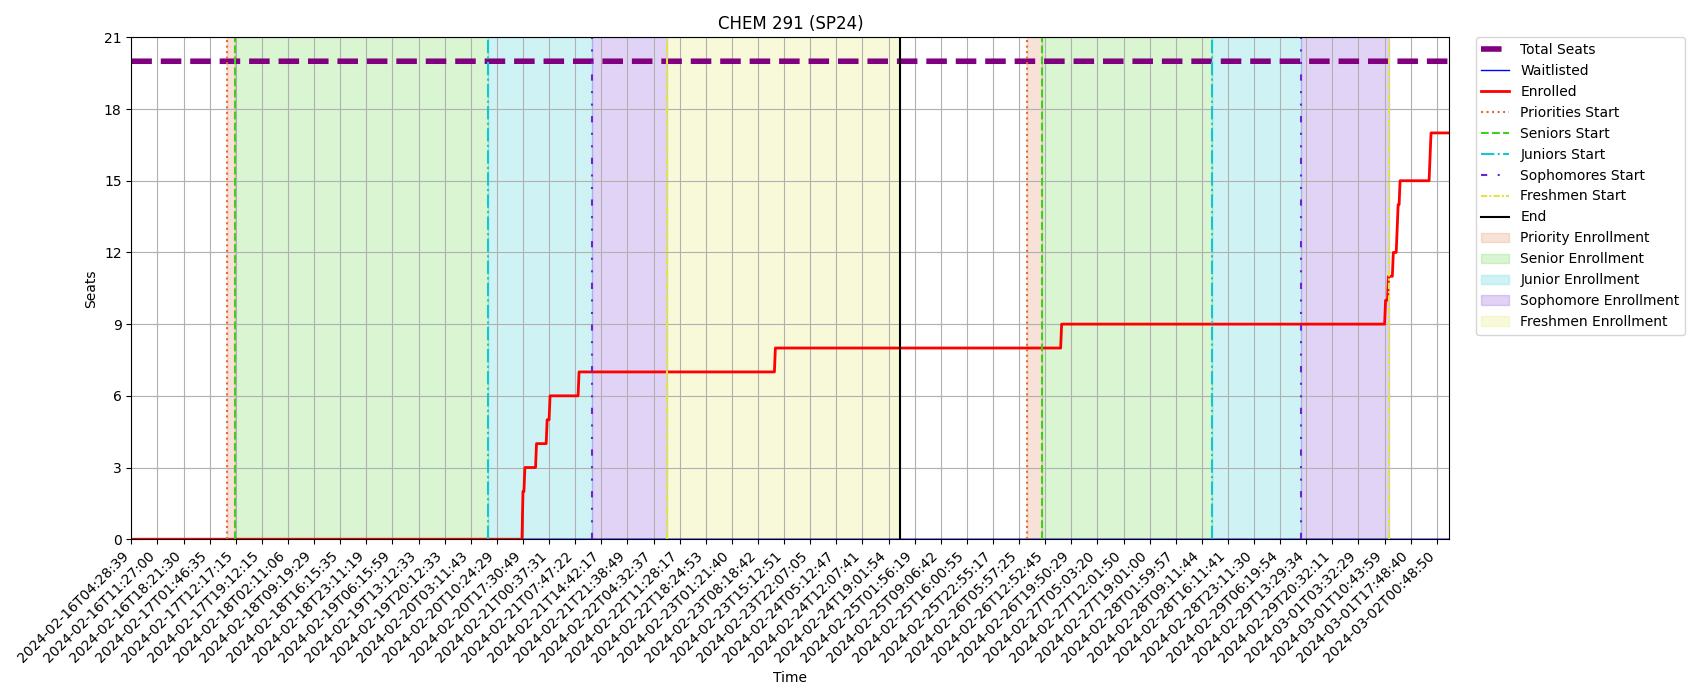 CHEM 291 (SP24)
21
18
15
12
9
6
3
0
Seats
2024-02-16T04:28:39
2024-02-16T11:27:00
2024-02-16T18:21:30
2024-02-17T01:46:35
2024-02-17T12:17:15
2024-02-17T19:12:15
2024-02-18T02:11:06
2024-02-18T09:19:29
2024-02-18T16:15:35
2024-02-18T23:11:19
2024-02-19T06:15:59
2024-02-19T13:12:33
2024-02-19T20:12:33
2024-02-20T03:11:43
2024-02-20T10:24:29
2024-02-20T17:30:49
2024-02-21T00:37:31
2024-02-21T07:47:22
2024-02-21T14:42:17
2024-02-21T21:38:49
2024-02-22T04:32:37
2024-02-22T11:28:17
2024-02-22T18:24:53
2024-02-23T01:21:40
2024-02-23T08:18:42
2024-02-23T15:12:51
2024-02-23T22:07:05
2024-02-24T05:12:47
2024-02-24T12:07:41
2024-02-24T19:01:54
2024-02-25T01:56:19
2024-02-25T09:06:42
2024-02-25T16:00:55
2024-02-25T22:55:17
2024-02-26T05:57:25
2024-02-26T12:52:45
2024-02-26T19:50:29
2024-02-27T05:03:20
2024-02-27T12:01:50
2024-02-27T19:01:00
2024-02-28T01:59:57
2024-02-28T09:11:44
2024-02-28T16:11:41
2024-02-28T23:11:30
2024-02-29T06:19:54
2024-02-29T13:29:34
2024-02-29T20:32:11
2024-03-01T03:32:29
2024-03-01T10:43:59
2024-03-01T17:48:40
2024-03-02T00:48:50
Time
Total Seats
Waitlisted
Enrolled
Priorities Start
Seniors Start
Juniors Start
Sophomores Start
Freshmen Start
End
Priority Enrollment
Senior Enrollment
Junior Enrollment
Sophomore Enrollment
Freshmen Enrollment